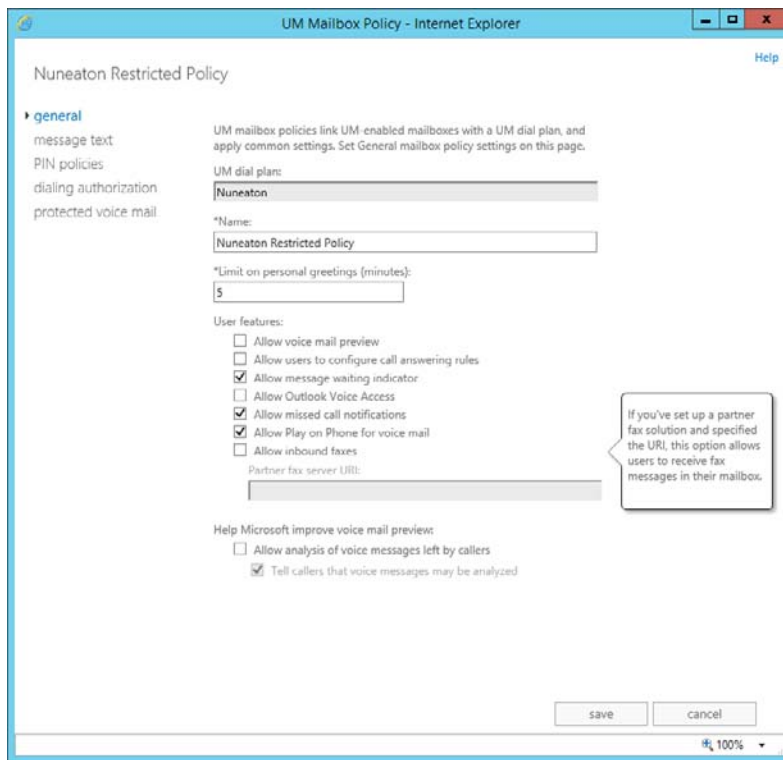 UM Mailbox Policy - Internet Explorer
Help
Nuneaton Restricted Policy
general
message text
PIN policies
dialing authorization
protected voice mail
UM mailbox policies link UM-enabled mailboxes with a UM dial plan, and
apply common settings. Set General mailbox policy settings on this page.
UM dial plan:
Nuneaton
*Name:
Nuneaton Restricted Policy
*Limit on personal greetings (minutes):
5
User features:
Allow voice mail preview
Allow users to configure call answering rules
Allow message waiting indicator
Allow Outlook Voice Access
Allow missed call notifications
Allow Play on Phone for voice mail
Allow inbound faxes
Partner fax server URI:
If you've set up a partner
fax solution and specified
the URI, this option allows
users to receive fax
messages in their mailbox.
Help Microsoft improve voice mail preview:
Allow analysis of voice messages left by callers
Tell callers that voice messages may be analyzed
save
cancel
100%